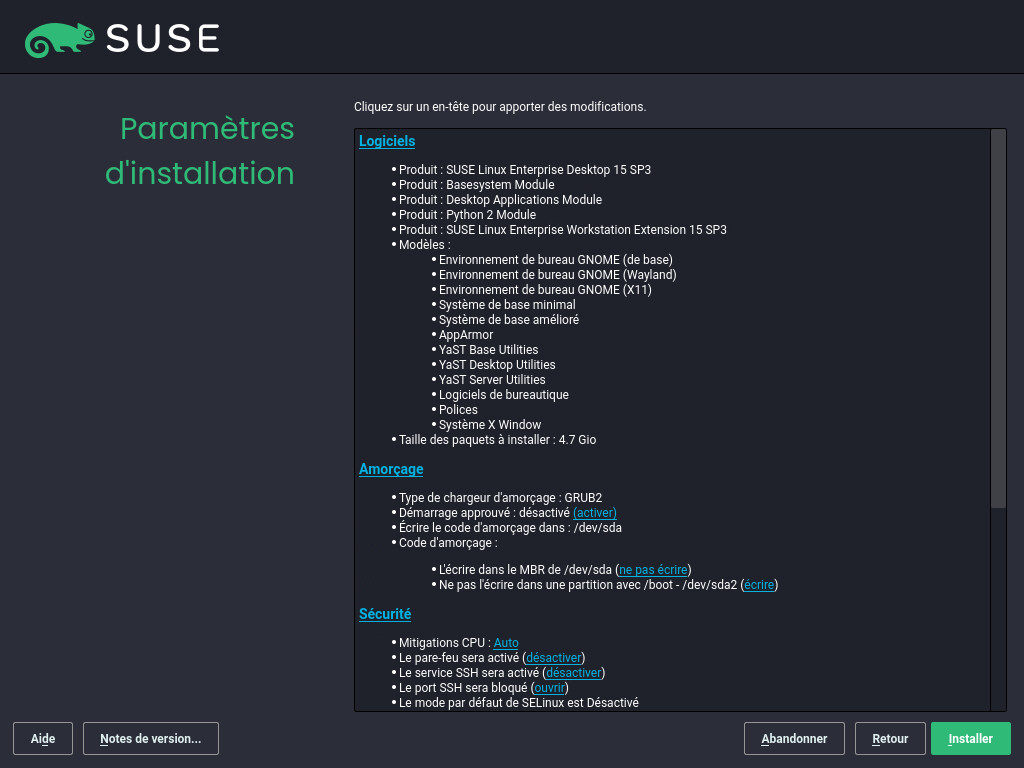 SUSE
Paramètres
d'installation
Cliquez sur un en-tête pour apporter des modifications.
Logiciels
• Produit : SUSE Linux Enterprise Desktop 15 SP3
• Produit : Basesystem Module
• Produit : Desktop Applications Module
• Produit : Python 2 Module
• Produit : SUSE Linux Enterprise Workstation Extension 15 SP3
• Modèles :
• Environnement de bureau GNOME (de base)
• Environnement de bureau GNOME (Wayland)
• Environnement de bureau GNOME (X11)
• Système de base minimal
• Système de base amélioré
• AppArmor
• YaST Base Utilities
• YaST Desktop Utilities
• YaST Server Utilities
• Logiciels de bureautique
• Polices
• Système X Window
• Taille des paquets à installer : 4.7 Gio
Amorçage
• Type de chargeur d'amorçage : GRUB2
• Démarrage approuvé : désactivé (activer)
• Écrire le code d'amorçage dans : /dev/sda
• Code d'amorçage :
• L'écrire dans le MBR de /dev/sda (ne pas écrire)
• Ne pas l'écrire dans une partition avec /boot - /dev/sda2 (écrire)
Sécurité
• Mitigations CPU : Auto
• Le pare-feu sera activé (désactiver)
• Le service SSH sera activé (désactiver)
• Le port SSH sera bloqué (ouvrir)
• Le mode par défaut de SELinux est Désactivé
Aide Notes de version... Abandonner Retour Installer